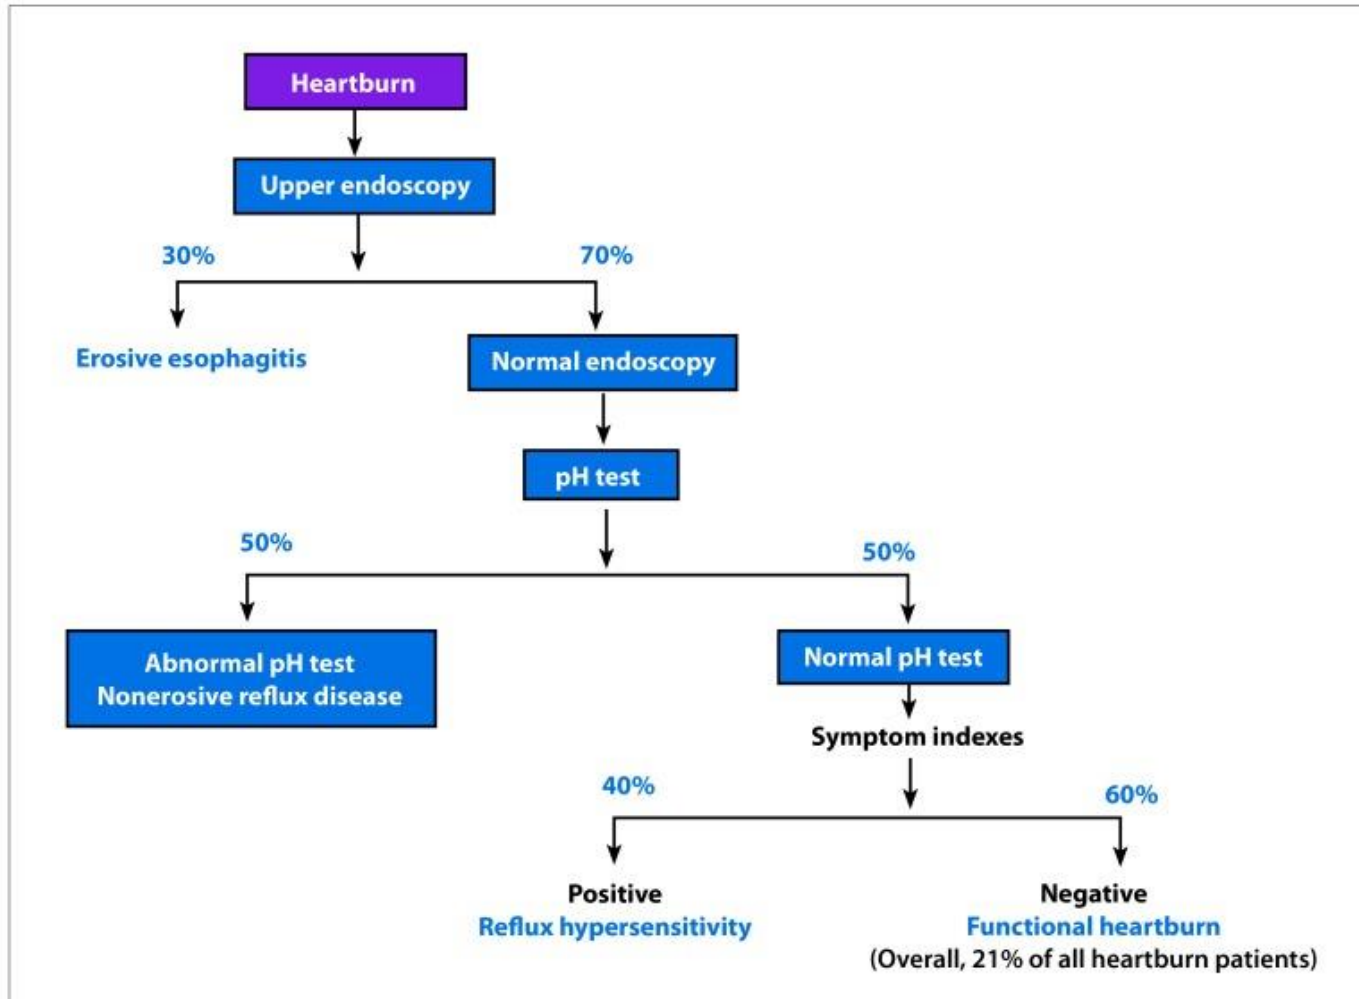 Heartburn
Upper endoscopy
30%
70%
Erosive esophagitis
Normal endoscopy
pH test
50%
50%
Abnormal pH test
Nonerosive reflux disease
Normal pH test
Symptom indexes
40%
60%
Positive
Reflux hypersensitivity
Negative
Functional heartburn
(Overall, 21% of all heartburn patients)